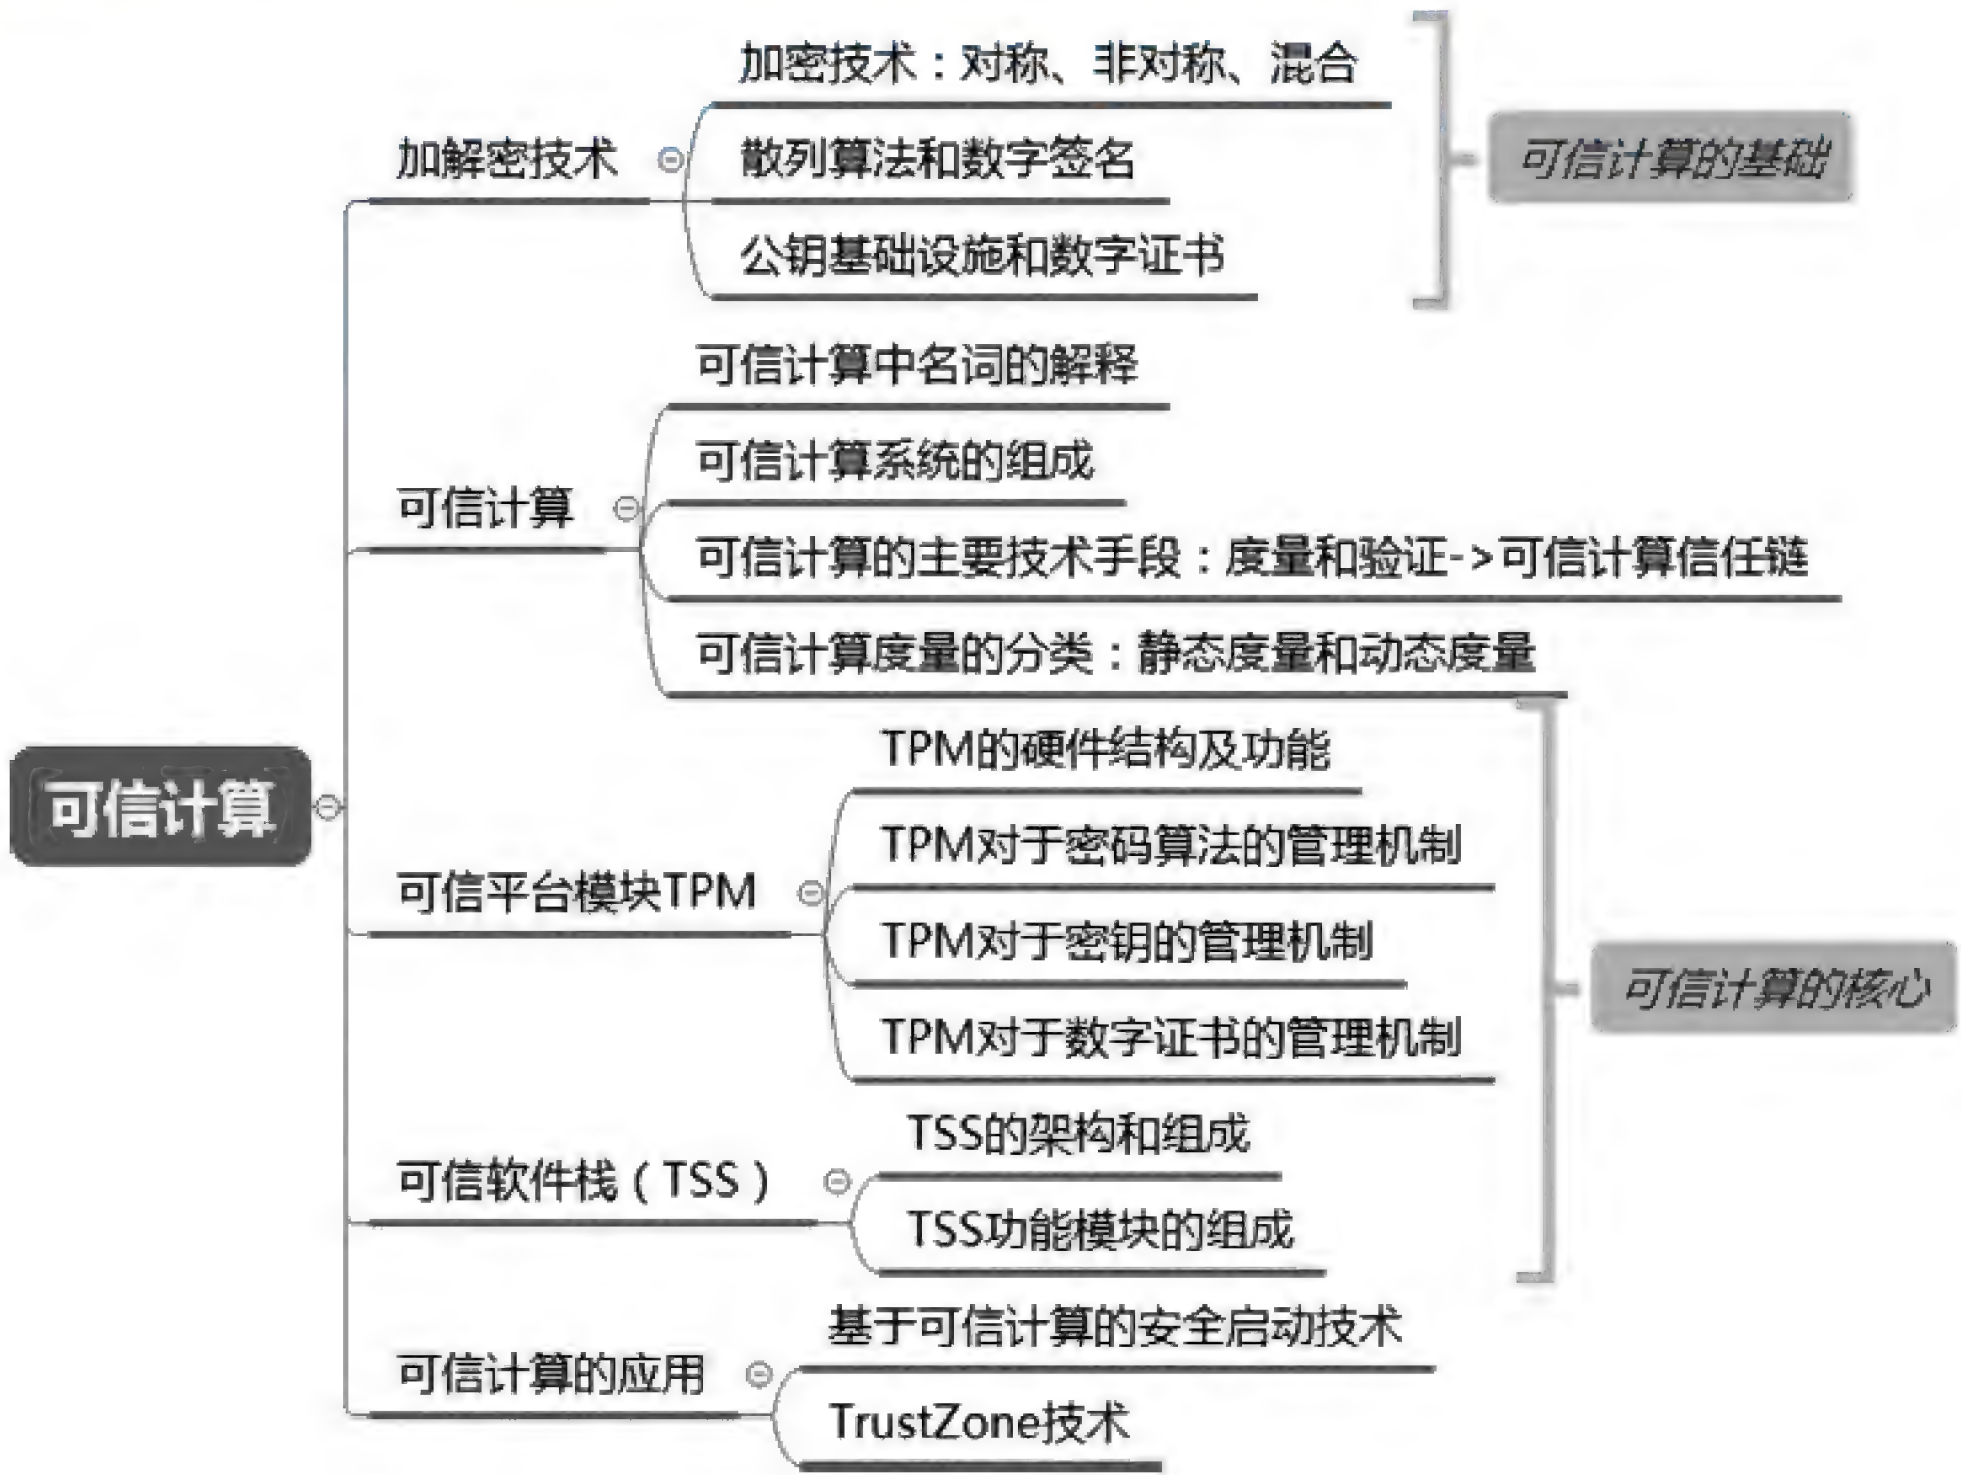 加密技术：对称、非对称、混合
加解密技术
散列算法和数字签名
可信计算的基础
公钥基础设施和数字证书
可信计算中名词的解释
可信计算系统的组成
可信计算
可信计算的主要技术手段：度量和验证->可信计算信任链
可信计算度量的分类：静态度量和动态度量
可信计算
TPM的硬件结构及功能
TPM对于密码算法的管理机制
可信平台模块TPM
TPM对于密钥的管理机制
TPM对于数字证书的管理机制
可信计算的核心
TSS的架构和组成
可信软件栈（TSS）
TSS功能模块的组成
基于可信计算的安全启动技术
可信计算的应用
TrustZone技术